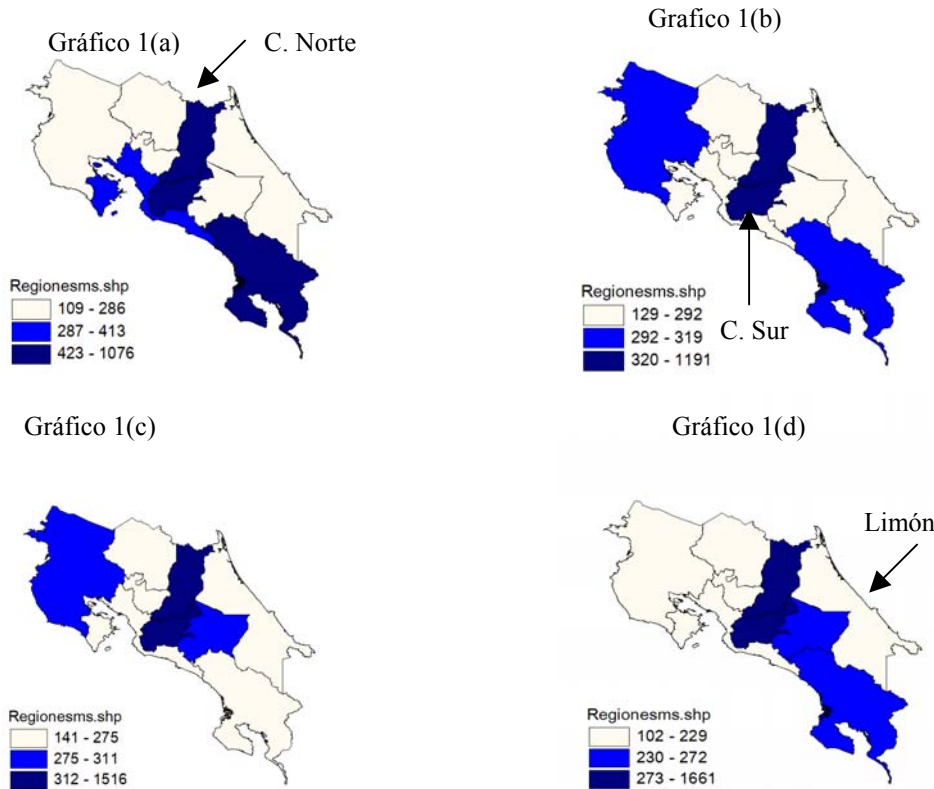 Gráfico 1(a)
C. Norte
Regionesms.shp
109 - 286
287 - 413
423 - 1076
Grafico 1(b)
C. Sur
Regionesms.shp
129 - 292
292 - 319
320 - 1191
Gráfico 1(c)
Regionesms.shp
141 - 275
275 - 311
312 - 1516
Gráfico 1(d)
Limón
Regionesms.shp
102 - 229
230 - 272
273 - 1661